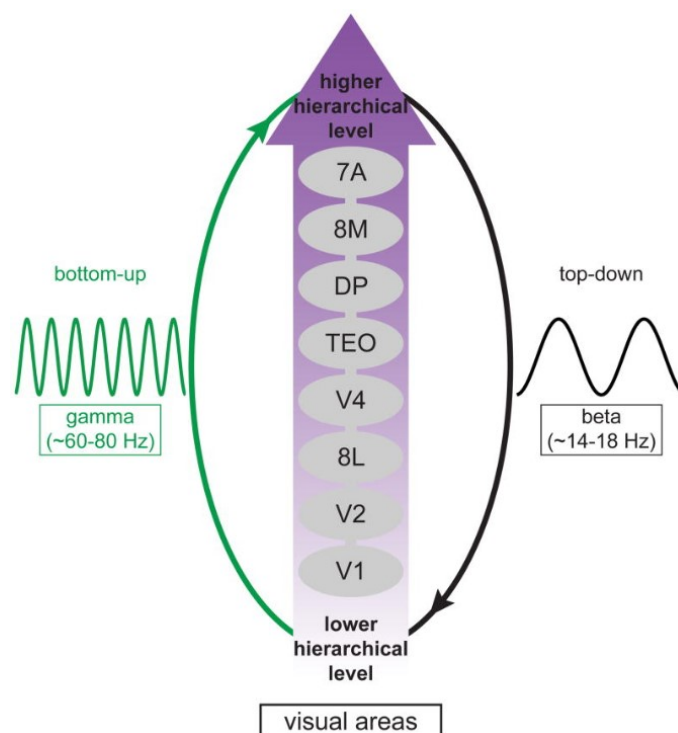 higher
hierarchical
level
7A
8M
DP
TEO
V4
8L
V2
V1
lower
hierarchical
level
bottom-up
gamma
(~60-80 Hz)
top-down
beta
(~14-18 Hz)
visual areas